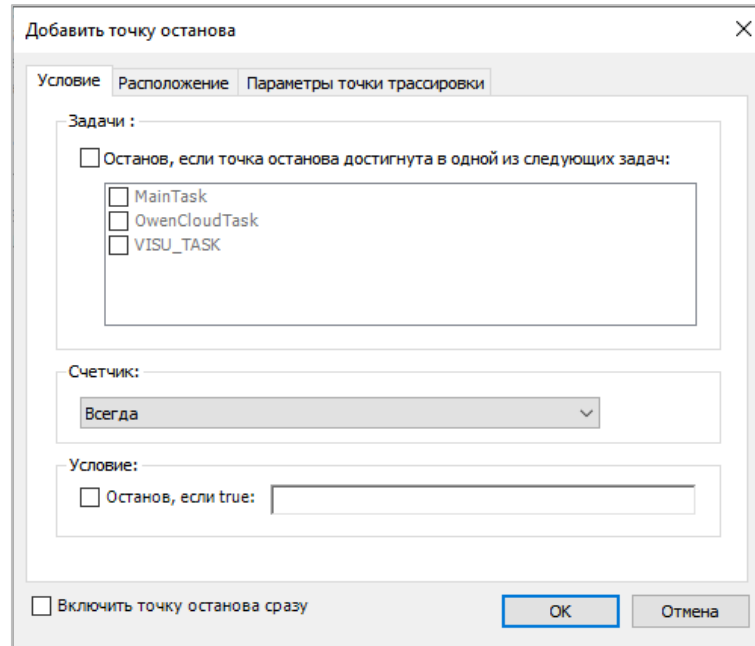 Добавить точку останова
Условие Расположение Параметры точки трассировки
Задачи :
Останов, если точка останова достигнута в одной из следующих задач:
MainTask
OwenCloudTask
VISU_TASK
Счетчик:
Всегда
Условие:
Останов, если true:
Включить точку останова сразу
OK Отмена